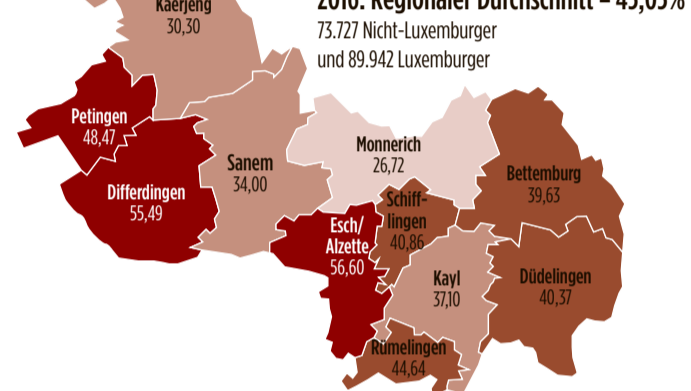 Käerjeng
30,30
2016: Regionaler Durchschnitt = 45,05%
73.727 Nicht-Luxemburger
und 89.942 Luxemburger
Petingen
48,47
Differdingen
55,49
Sanem
34,00
Monnerich
26,72
Schiff-
lingen
40,86
Bettemburg
39,63
Esch/
Alzette
56,60
Kayl
37,10
Düdelingen
40,37
Rümelingen
44,64